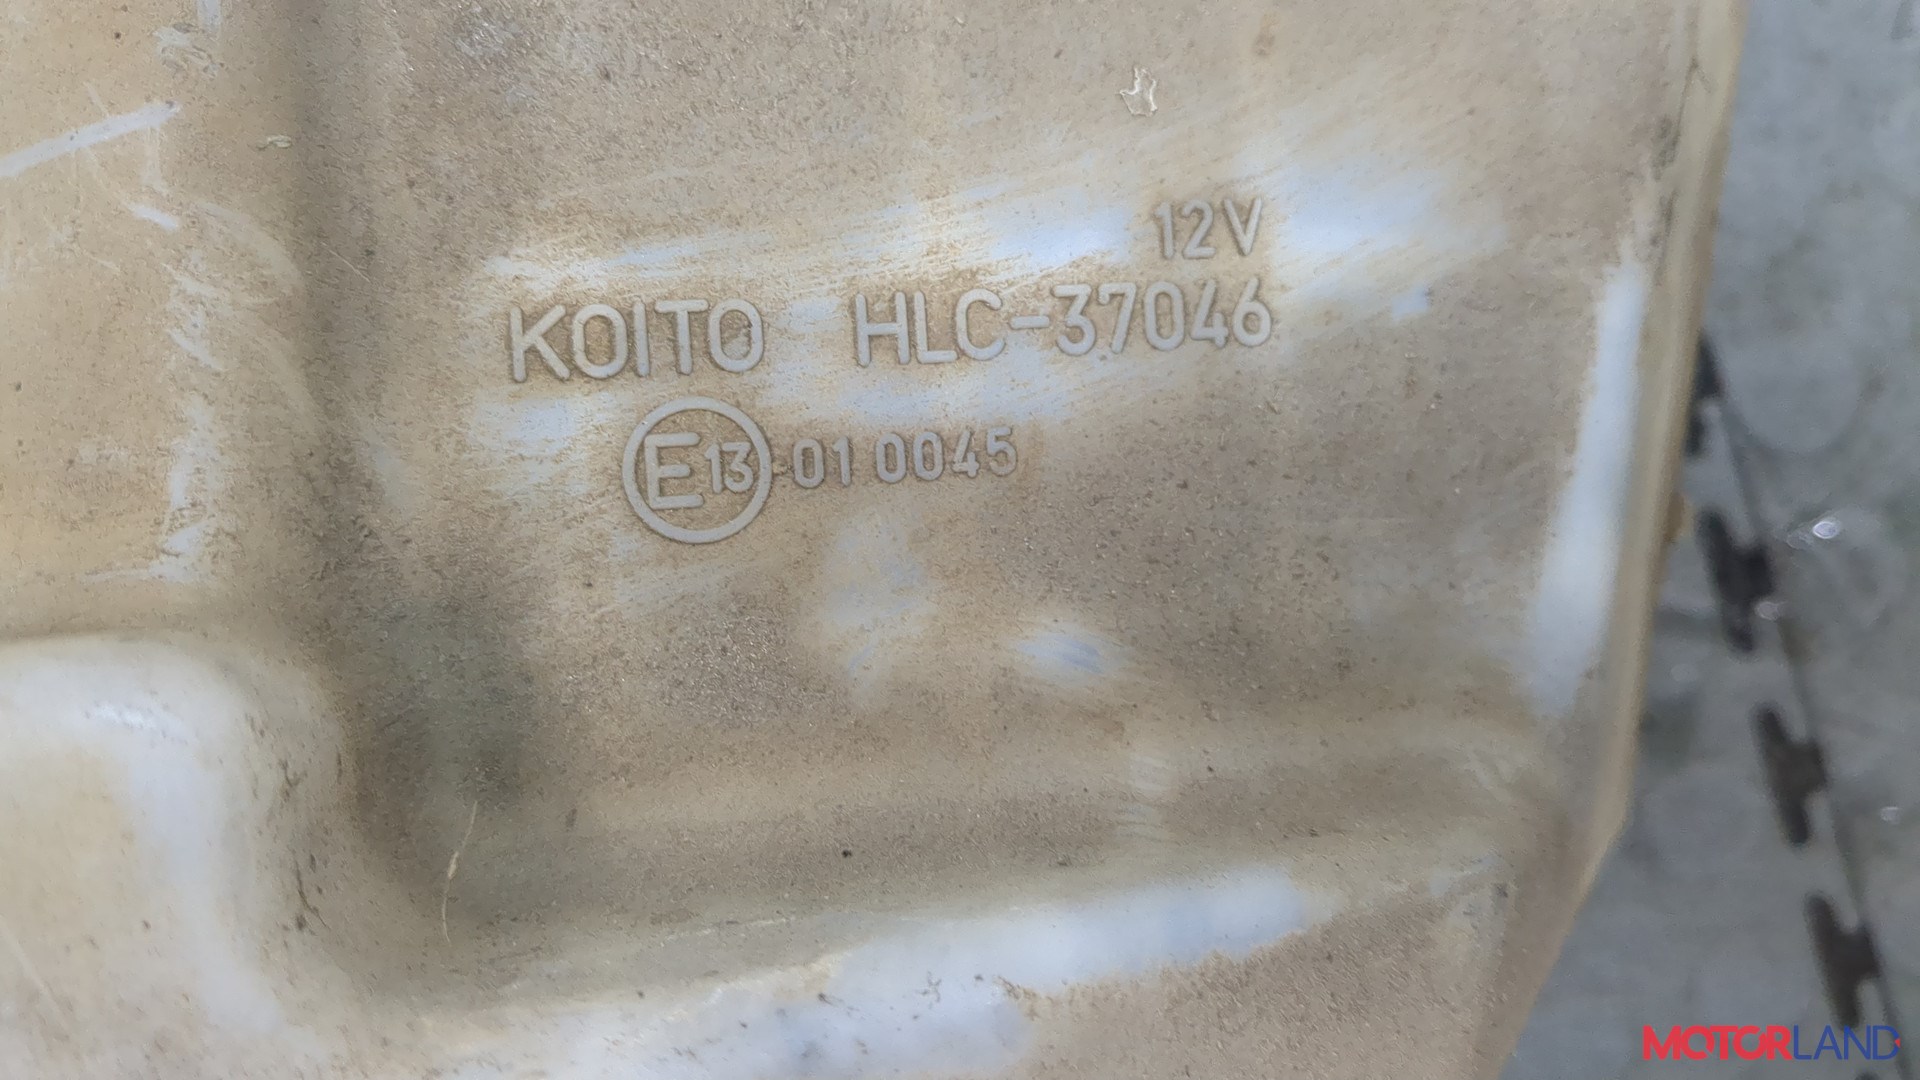 12V
KOITO HLC-37046
E13 01 0045
MOTORLAND